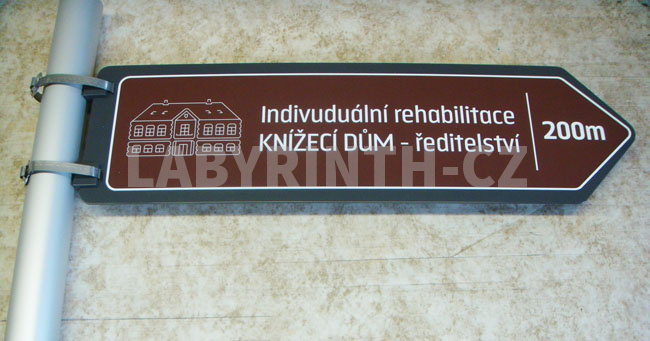 Indivuduální rehabilitace
KNÍŽECÍ DŮM - ředitelství
200m
LABYRINTH-CZ